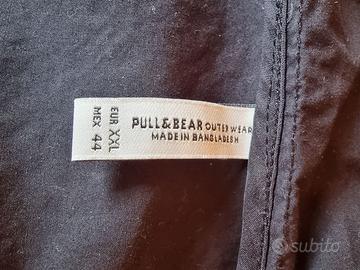 PULL&BEAR OUTERWEAR
MADE IN BANGLADESH
EUR XXL
MEX 44
subito